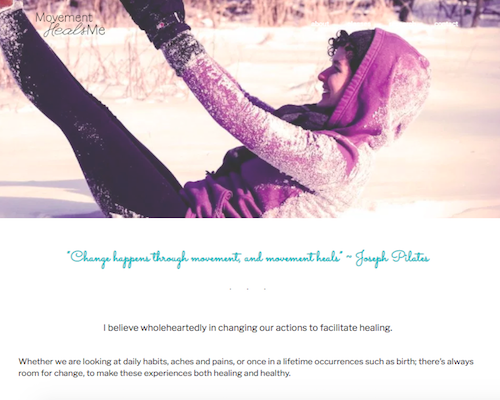 Movement
HealsMe
"Change happens through movement, and movement heals" ~ Joseph Pilates
I believe wholeheartedly in changing our actions to facilitate healing.
Whether we are looking at daily habits, aches and pains, or once in a lifetime occurrences such as birth; there's always
room for change, to make these experiences both healing and healthy.